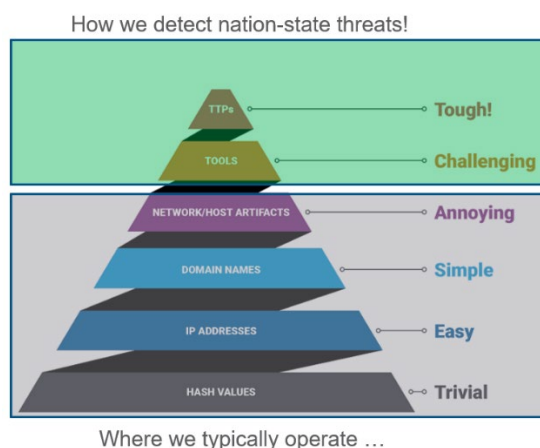 How we detect nation-state threats!
TTPs Tough!
TOOLS Challenging
NETWORK/HOST ARTIFACTS Annoying
DOMAIN NAMES Simple
IP ADDRESSES Easy
HASH VALUES Trivial
Where we typically operate ...